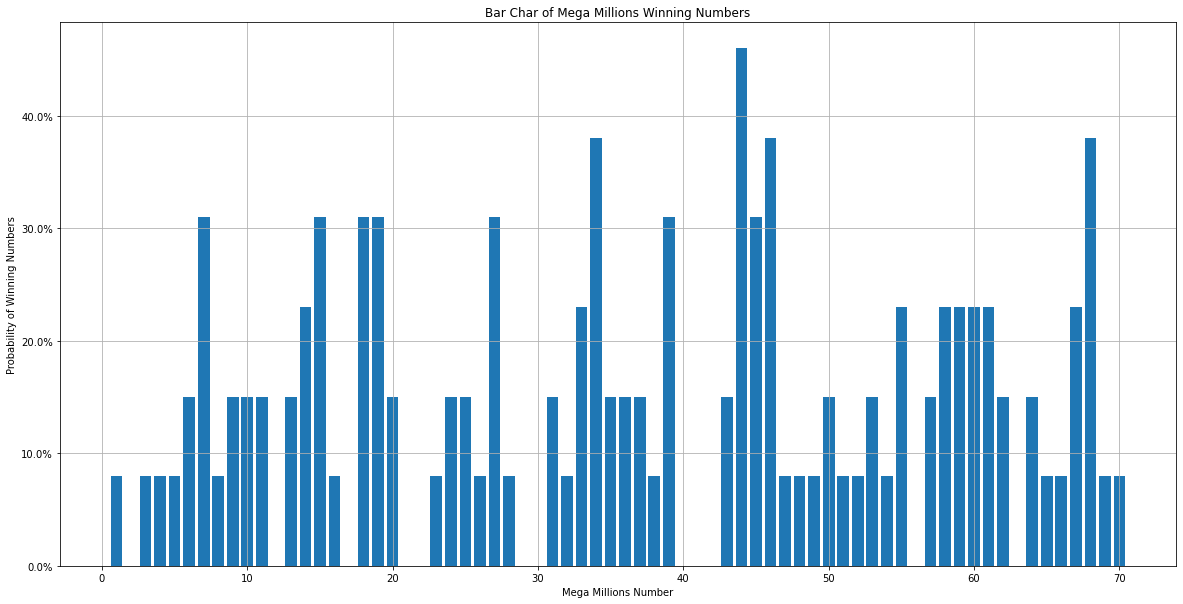 Bar Char of Mega Millions Winning Numbers
Probability of Winning Numbers
40.0%
30.0%
20.0%
10.0%
0.0%
0 10 20 30 40 50 60 70
Mega Millions Number